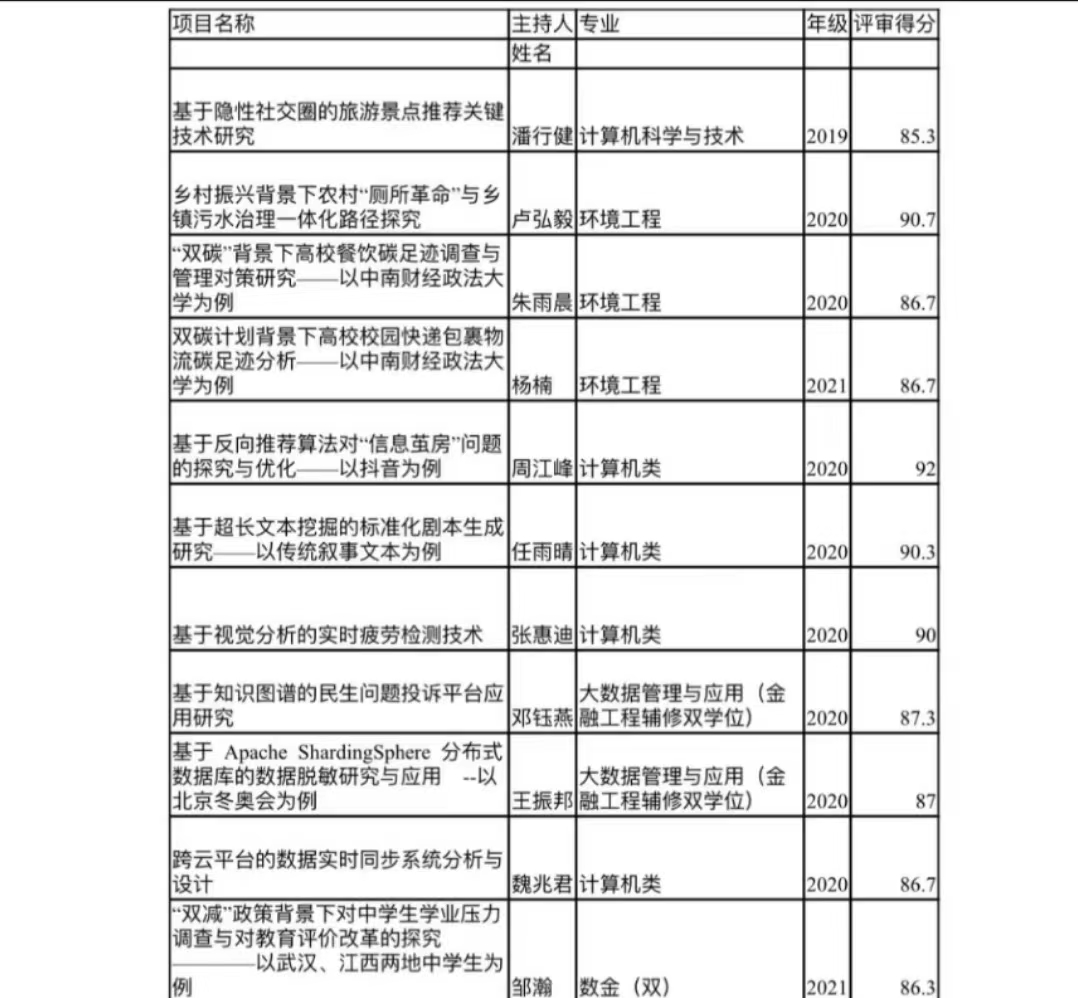 项目名称 主持人 专业 年级 评审得分
姓名
基于隐性社交圈的旅游景点推荐关键
技术研究 潘行健 计算机科学与技术 2019 85.3
乡村振兴背景下农村“厕所革命”与乡
镇污水治理一体化路径探究 卢弘毅 环境工程 2020 90.7
“双碳”背景下高校餐饮碳足迹调查与
管理对策研究——以中南财经政法大
学为例 朱雨晨 环境工程 2020 86.7
双碳计划背景下高校校园快递包裹物
流碳足迹分析——以中南财经政法大
学为例 杨楠 环境工程 2021 86.7
基于反向推荐算法对“信息茧房”问题
的探究与优化——以抖音为例 周江峰 计算机类 2020 92
基于超长文本挖掘的标准化剧本生成
研究——以传统叙事文本为例 任雨晴 计算机类 2020 90.3
基于视觉分析的实时疲劳检测技术 张惠迪 计算机类 2020 90
基于知识图谱的民生问题投诉平台应 大数据管理与应用（金
用研究 邓钰燕 融工程辅修双学位） 2020 87.3
基于 Apache ShardingSphere 分布式
数据库的数据脱敏研究与应用 --以 大数据管理与应用（金
北京冬奥会为例 王振邦 融工程辅修双学位） 2020 87
跨云平台的数据实时同步系统分析与
设计 魏兆君 计算机类 2020 86.7
“双减”政策背景下对中学生学业压力
调查与对教育评价改革的探究
————以武汉、江西两地中学生为
例 邹瀚 数金（双） 2021 86.3